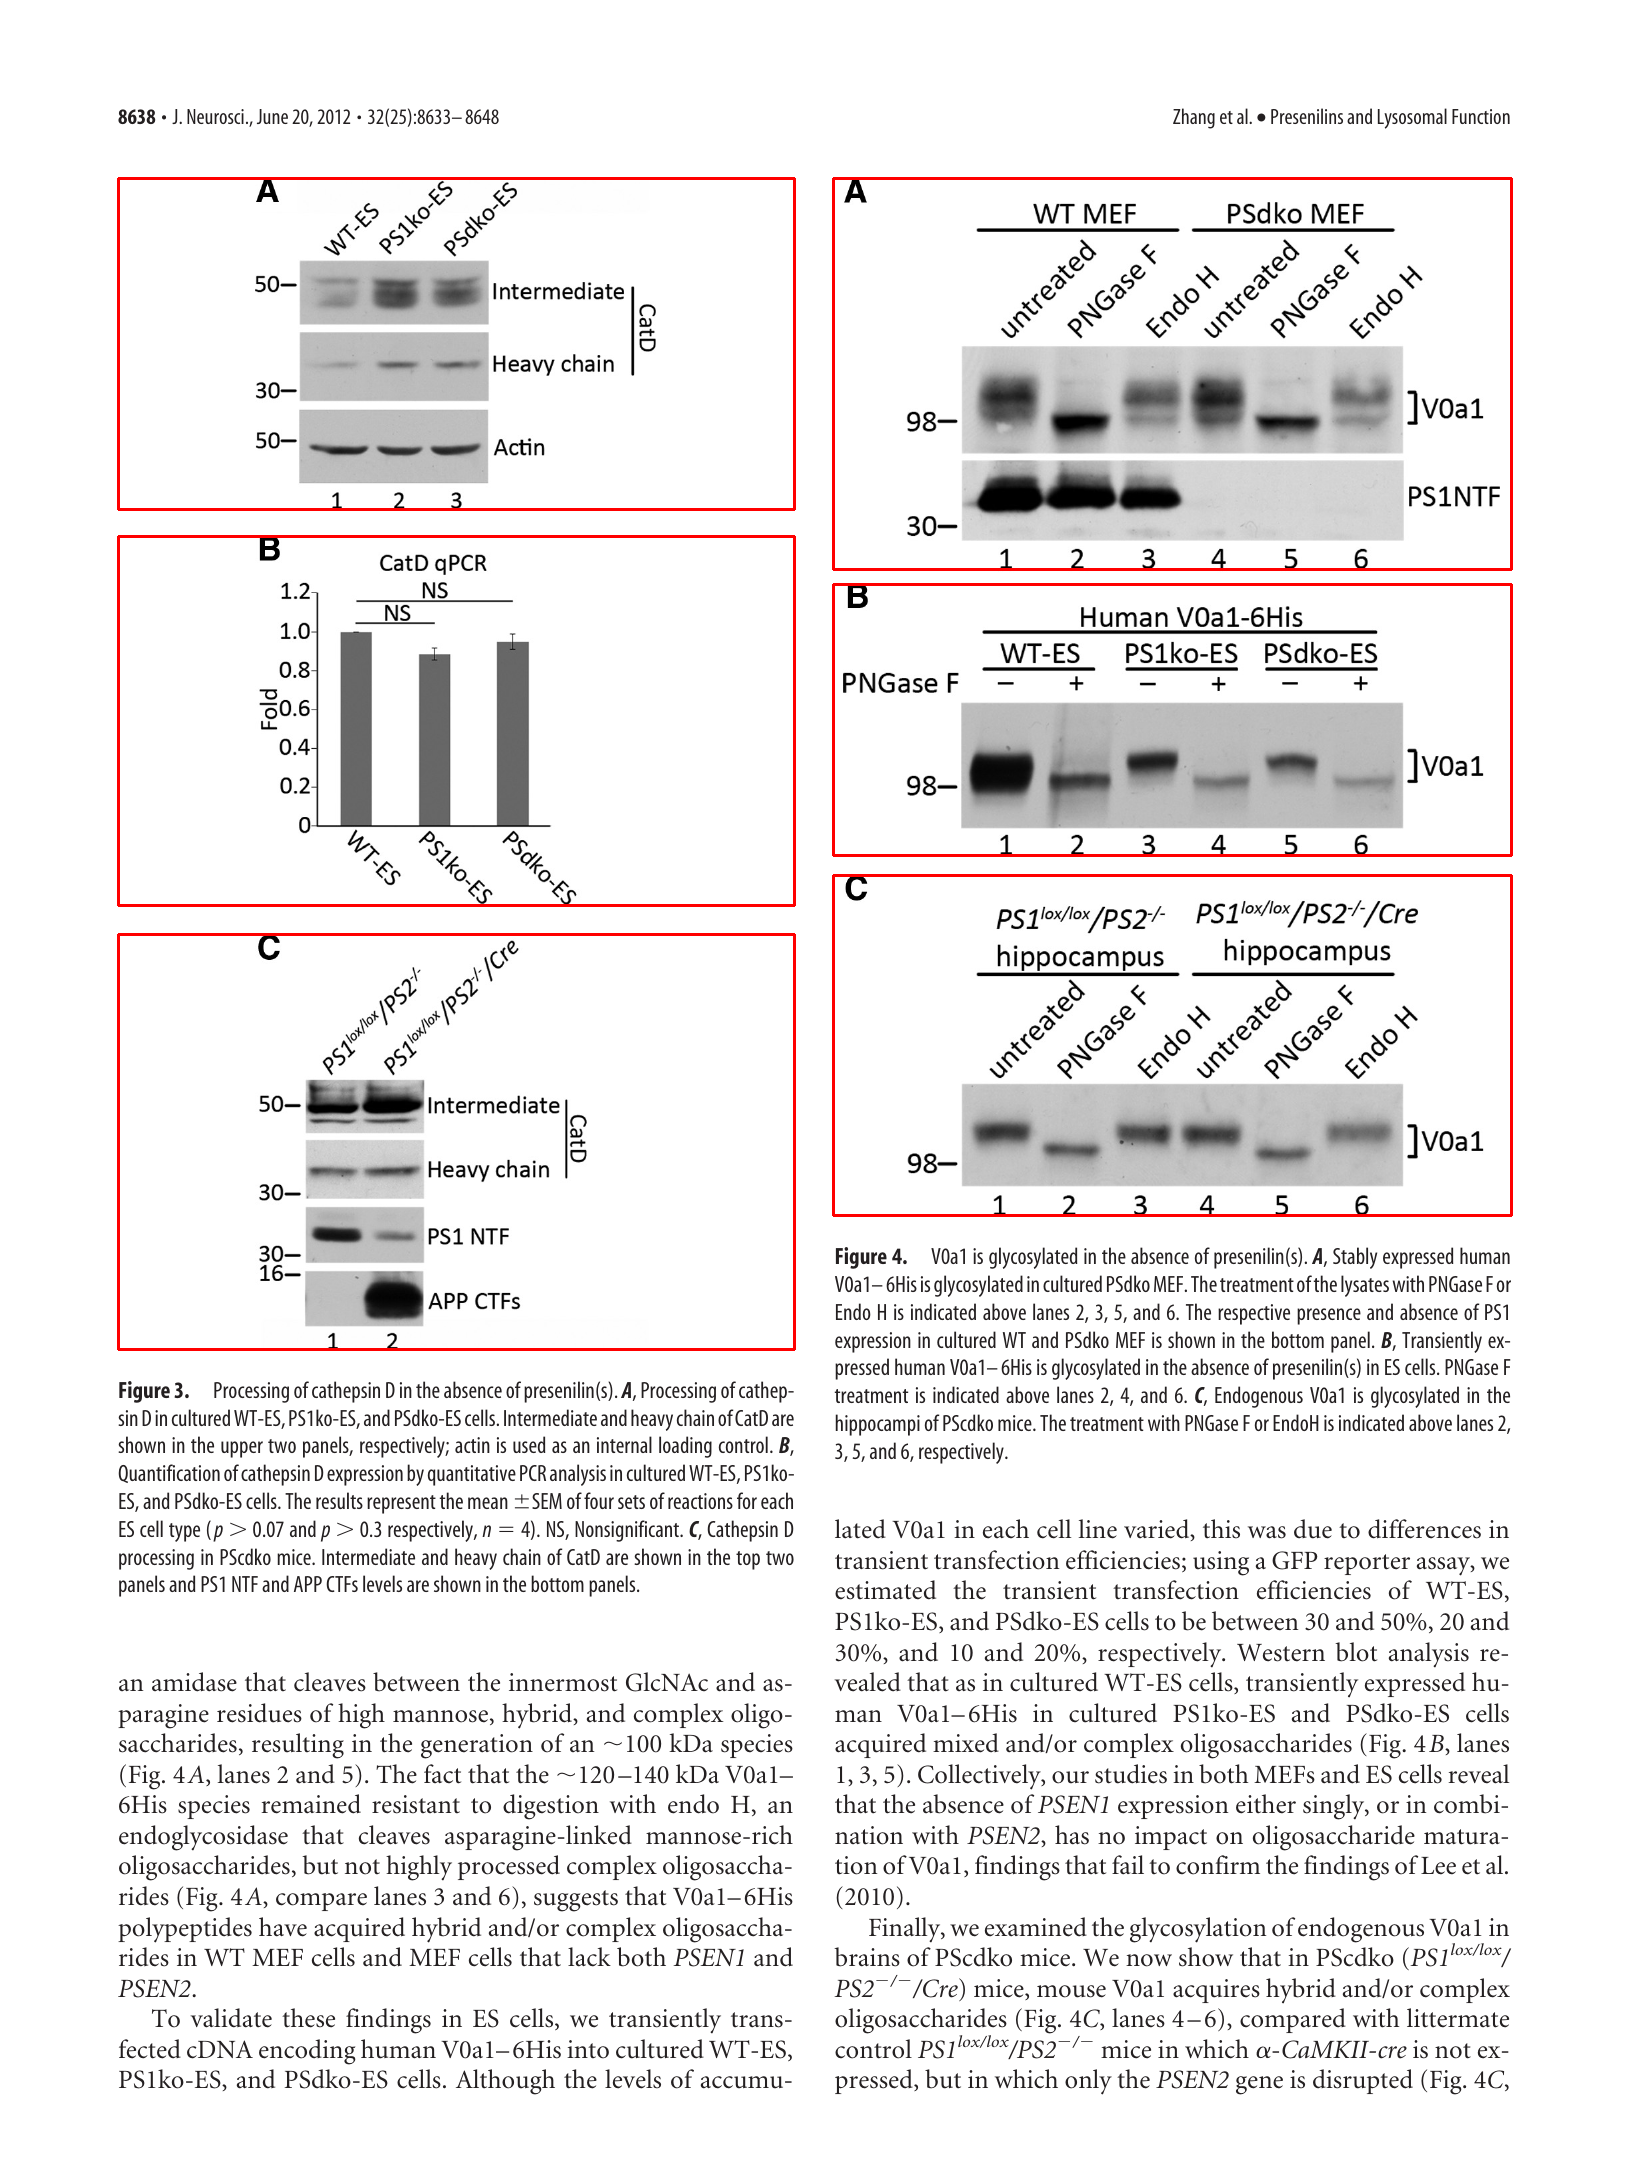 8638 • J. Neurosci., June 20, 2012 • 32(25):8633–8648
Zhang et al. • Presenilins and Lysosomal Function
A
WT-ES
PS1ko-ES
PSdko-ES
50
Intermediate
CatD
Heavy chain
30
50
Actin
1 2 3
B
CatD qPCR
NS
NS
Fold
1.2
1.0
0.8
0.6
0.4
0.2
0
WT-ES
PS1ko-ES
PSdko-ES
C
PS1lox/lox/PS2-/-
PS1lox/lox/PS2-/-/Cre
50
Intermediate
CatD
Heavy chain
30
PS1 NTF
30
16
APP CTFs
1 2
Figure 3. Processing of cathepsin D in the absence of presenilin(s). A, Processing of cathep-
sin D in cultured WT-ES, PS1ko-ES, and PSdko-ES cells. Intermediate and heavy chain of CatD are
shown in the upper two panels, respectively; actin is used as an internal loading control. B,
Quantification of cathepsin D expression by quantitative PCR analysis in cultured WT-ES, PS1ko-
ES, and PSdko-ES cells. The results represent the mean ±SEM of four sets of reactions for each
ES cell type (p > 0.07 and p > 0.3 respectively, n = 4). NS, Nonsignificant. C, Cathepsin D
processing in PScdko mice. Intermediate and heavy chain of CatD are shown in the top two
panels and PS1 NTF and APP CTFs levels are shown in the bottom panels.
an amidase that cleaves between the innermost GlcNAc and as-
paragine residues of high mannose, hybrid, and complex oligo-
saccharides, resulting in the generation of an ~100 kDa species
(Fig. 4A, lanes 2 and 5). The fact that the ~120–140 kDa V0a1–
6His species remained resistant to digestion with endo H, an
endoglycosidase that cleaves asparagine-linked mannose-rich
oligosaccharides, but not highly processed complex oligosaccha-
rides (Fig. 4A, compare lanes 3 and 6), suggests that V0a1–6His
polypeptides have acquired hybrid and/or complex oligosaccha-
rides in WT MEF cells and MEF cells that lack both PSEN1 and
PSEN2.
To validate these findings in ES cells, we transiently trans-
fected cDNA encoding human V0a1–6His into cultured WT-ES,
PS1ko-ES, and PSdko-ES cells. Although the levels of accumu-
A
WT MEF PSdko MEF
untreated PNGase F Endo H untreated PNGase F Endo H
98
V0a1
PS1NTF
30
1 2 3 4 5 6
B
Human V0a1-6His
WT-ES PS1ko-ES PSdko-ES
PNGase F − + − + − +
98
V0a1
1 2 3 4 5 6
C
PS1lox/lox/PS2-/- PS1lox/lox/PS2-/-/Cre
hippocampus hippocampus
untreated PNGase F Endo H untreated PNGase F Endo H
98
V0a1
1 2 3 4 5 6
Figure 4. V0a1 is glycosylated in the absence of presenilin(s). A, Stably expressed human
V0a1–6His is glycosylated in cultured PSdko MEF. The treatment of the lysates with PNGase F or
Endo H is indicated above lanes 2, 3, 5, and 6. The respective presence and absence of PS1
expression in cultured WT and PSdko MEF is shown in the bottom panel. B, Transiently ex-
pressed human V0a1–6His is glycosylated in the absence of presenilin(s) in ES cells. PNGase F
treatment is indicated above lanes 2, 4, and 6. C, Endogenous V0a1 is glycosylated in the
hippocampi of PScdko mice. The treatment with PNGase F or EndoH is indicated above lanes 2,
3, 5, and 6, respectively.
lated V0a1 in each cell line varied, this was due to differences in
transient transfection efficiencies; using a GFP reporter assay, we
estimated the transient transfection efficiencies of WT-ES,
PS1ko-ES, and PSdko-ES cells to be between 30 and 50%, 20 and
30%, and 10 and 20%, respectively. Western blot analysis re-
vealed that as in cultured WT-ES cells, transiently expressed hu-
man V0a1–6His in cultured PS1ko-ES and PSdko-ES cells
acquired mixed and/or complex oligosaccharides (Fig. 4B, lanes
1, 3, 5). Collectively, our studies in both MEFs and ES cells reveal
that the absence of PSEN1 expression either singly, or in combi-
nation with PSEN2, has no impact on oligosaccharide matura-
tion of V0a1, findings that fail to confirm the findings of Lee et al.
(2010).
Finally, we examined the glycosylation of endogenous V0a1 in
brains of PScdko mice. We now show that in PScdko (PS1lox/lox/
PS2−/−/Cre) mice, mouse V0a1 acquires hybrid and/or complex
oligosaccharides (Fig. 4C, lanes 4–6), compared with littermate
control PS1lox/lox/PS2−/− mice in which α-CaMKII-cre is not ex-
pressed, but in which only the PSEN2 gene is disrupted (Fig. 4C,